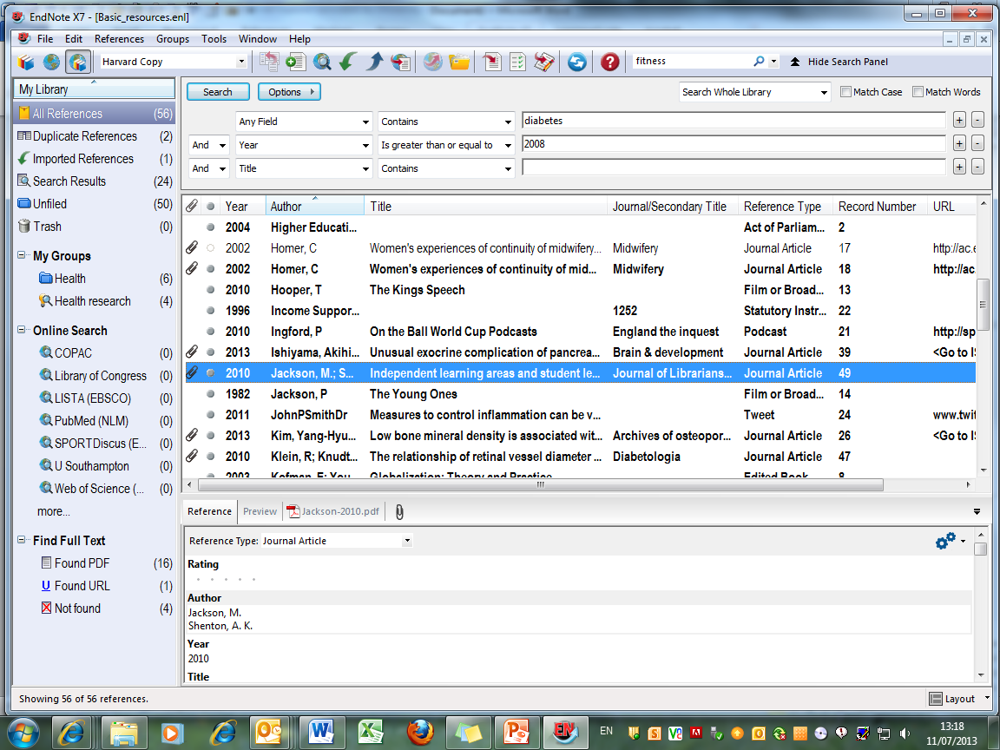 EndNote X7 - [Basic_resources.enl]
File Edit References Groups Tools Window Help
Harvard Copy fitness Hide Search Panel
My Library
All References (56)
Duplicate References (2)
Imported References (1)
Search Results (24)
Unfiled (50)
Trash (0)
My Groups
Health (6)
Health research (4)
Online Search
COPAC (0)
Library of Congress (0)
LISTA (EBSCO) (0)
PubMed (NLM) (0)
SPORTDiscus (E... (0)
U Southampton (0)
Web of Science (... (0)
more...
Find Full Text
Found PDF (16)
Found URL (1)
Not found (4)
Search Options Search Whole Library Match Case Match Words
Any Field Contains diabetes + -
And Year Is greater than or equal to 2008 + -
And Title Contains + -
Year Author Title Journal/Secondary Title Reference Type Record Number URL
2004 Higher Educati... Act of Parliam... 2
2002 Homer, C Women's experiences of continuity of midwifery... Midwifery Journal Article 17 http://ac.e
2002 Homer, C Women's experiences of continuity of mid... Midwifery Journal Article 18 http://ac.
2010 Hooper, T The Kings Speech Film or Broad... 13
1996 Income Suppor... 1252 Statutory Instr... 22
2010 Ingford, P On the Ball World Cup Podcasts England the inquest Podcast 21 http://sp
2013 Ishiyama, Akihi... Unusual exocrine complication of pancrea... Brain & development Journal Article 39 <Go to IS
2010 Jackson, M.; S... Independent learning areas and student le... Journal of Librarians... Journal Article 49
1982 Jackson, P The Young Ones Film or Broad... 14
2011 JohnPSmithDr Measures to control inflammation can be v... Tweet 24 www.twit
2013 Kim, Yang-Hyu... Low bone mineral density is associated wit... Archives of osteopor... Journal Article 26 <Go to IS
2010 Klein, R; Knudt... The relationship of retinal vessel diameter ... Diabetologia Journal Article 47
2003 Kofman, E; You... Globalization: Theory and Practice Edited Book 8
Reference Preview Jackson-2010.pdf
Reference Type: Journal Article
Rating
Author
Jackson, M.
Shenton, A. K.
Year
2010
Title
Showing 56 of 56 references. Layout
EN 13:18
11/07/2013